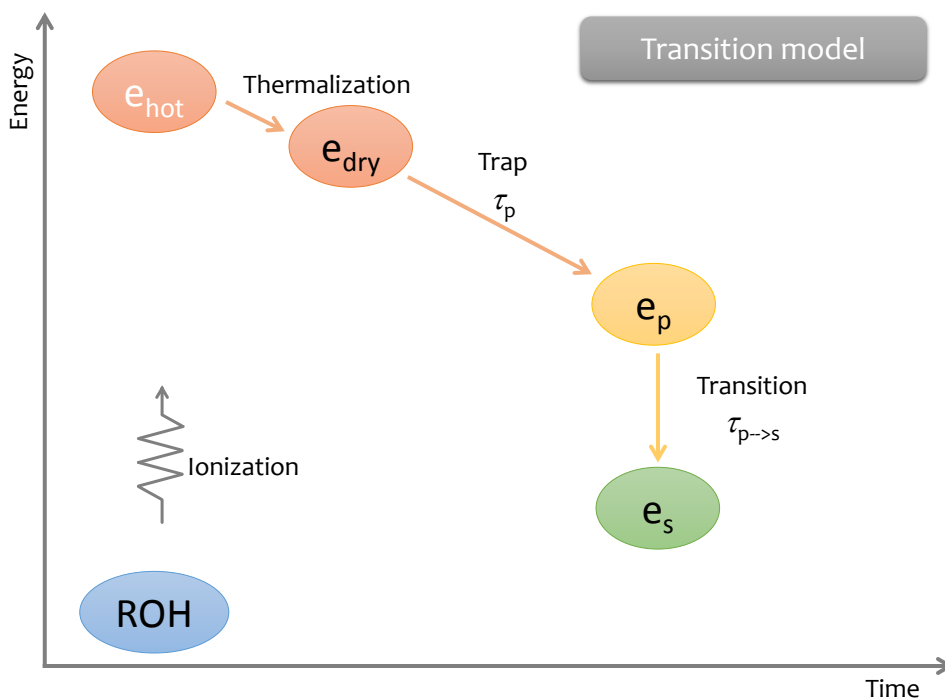 Transition model
Energy
e_hot
Thermalization
e_dry
Trap
τ_p
e_p
Transition
τ_p-->s
Ionization
e_s
ROH
Time